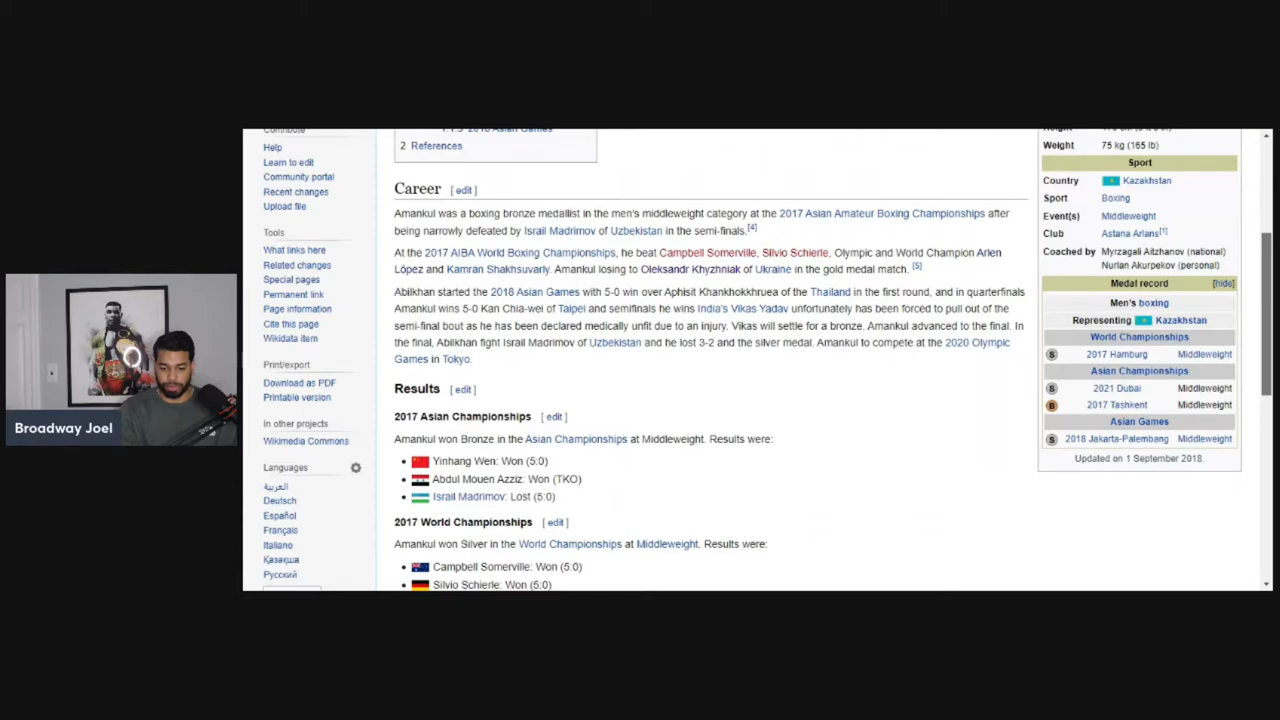 Contribute
Help
Learn to edit
Community portal
Recent changes
Upload file
Tools
What links here
Related changes
Special pages
Permanent link
Page information
Cite this page
Wikidata item
Print/export
Download as PDF
Printable version
In other projects
Wikimedia Commons
Languages
العربية
Deutsch
Español
Français
Italiano
Қазақша
Русский
2 References
Career [ edit ]
Amankul was a boxing bronze medallist in the men's middleweight category at the 2017 Asian Amateur Boxing Championships after
being narrowly defeated by Israil Madrimov of Uzbekistan in the semi-finals.[4]
At the 2017 AIBA World Boxing Championships, he beat Campbell Somerville, Silvio Schierle, Olympic and World Champion Arlen
López and Kamran Shakhsuvarly. Amankul losing to Oleksandr Khyzhniak of Ukraine in the gold medal match. [5]
Abilkhan started the 2018 Asian Games with 5-0 win over Aphisit Khankhokkhruea of the Thailand in the first round, and in quarterfinals
Amankul wins 5-0 Kan Chia-wei of Taipei and semifinals he wins India's Vikas Yadav unfortunately has been forced to pull out of the
semi-final bout as he has been declared medically unfit due to an injury. Vikas will settle for a bronze. Amankul advanced to the final. In
the final, Abilkhan fight Israil Madrimov of Uzbekistan and he lost 3-2 and the silver medal. Amankul to compete at the 2020 Olympic
Games in Tokyo.
Results [ edit ]
2017 Asian Championships [ edit ]
Amankul won Bronze in the Asian Championships at Middleweight. Results were:
Yinhang Wen: Won (5:0)
Abdul Mouen Azziz: Won (TKO)
Israil Madrimov: Lost (5:0)
2017 World Championships [ edit ]
Amankul won Silver in the World Championships at Middleweight. Results were:
Campbell Somerville: Won (5:0)
Silvio Schierle: Won (5:0)
Weight 75 kg (165 lb)
Sport
Country Kazakhstan
Sport Boxing
Event(s) Middleweight
Club Astana Arlans[1]
Coached by Myrzagali Aitzhanov (national)
Nurlan Akurpekov (personal)
Medal record [hide]
Men's boxing
Representing Kazakhstan
World Championships
S 2017 Hamburg Middleweight
Asian Championships
S 2021 Dubai Middleweight
B 2017 Tashkent Middleweight
Asian Games
S 2018 Jakarta-Palembang Middleweight
Updated on 1 September 2018.
Broadway Joel